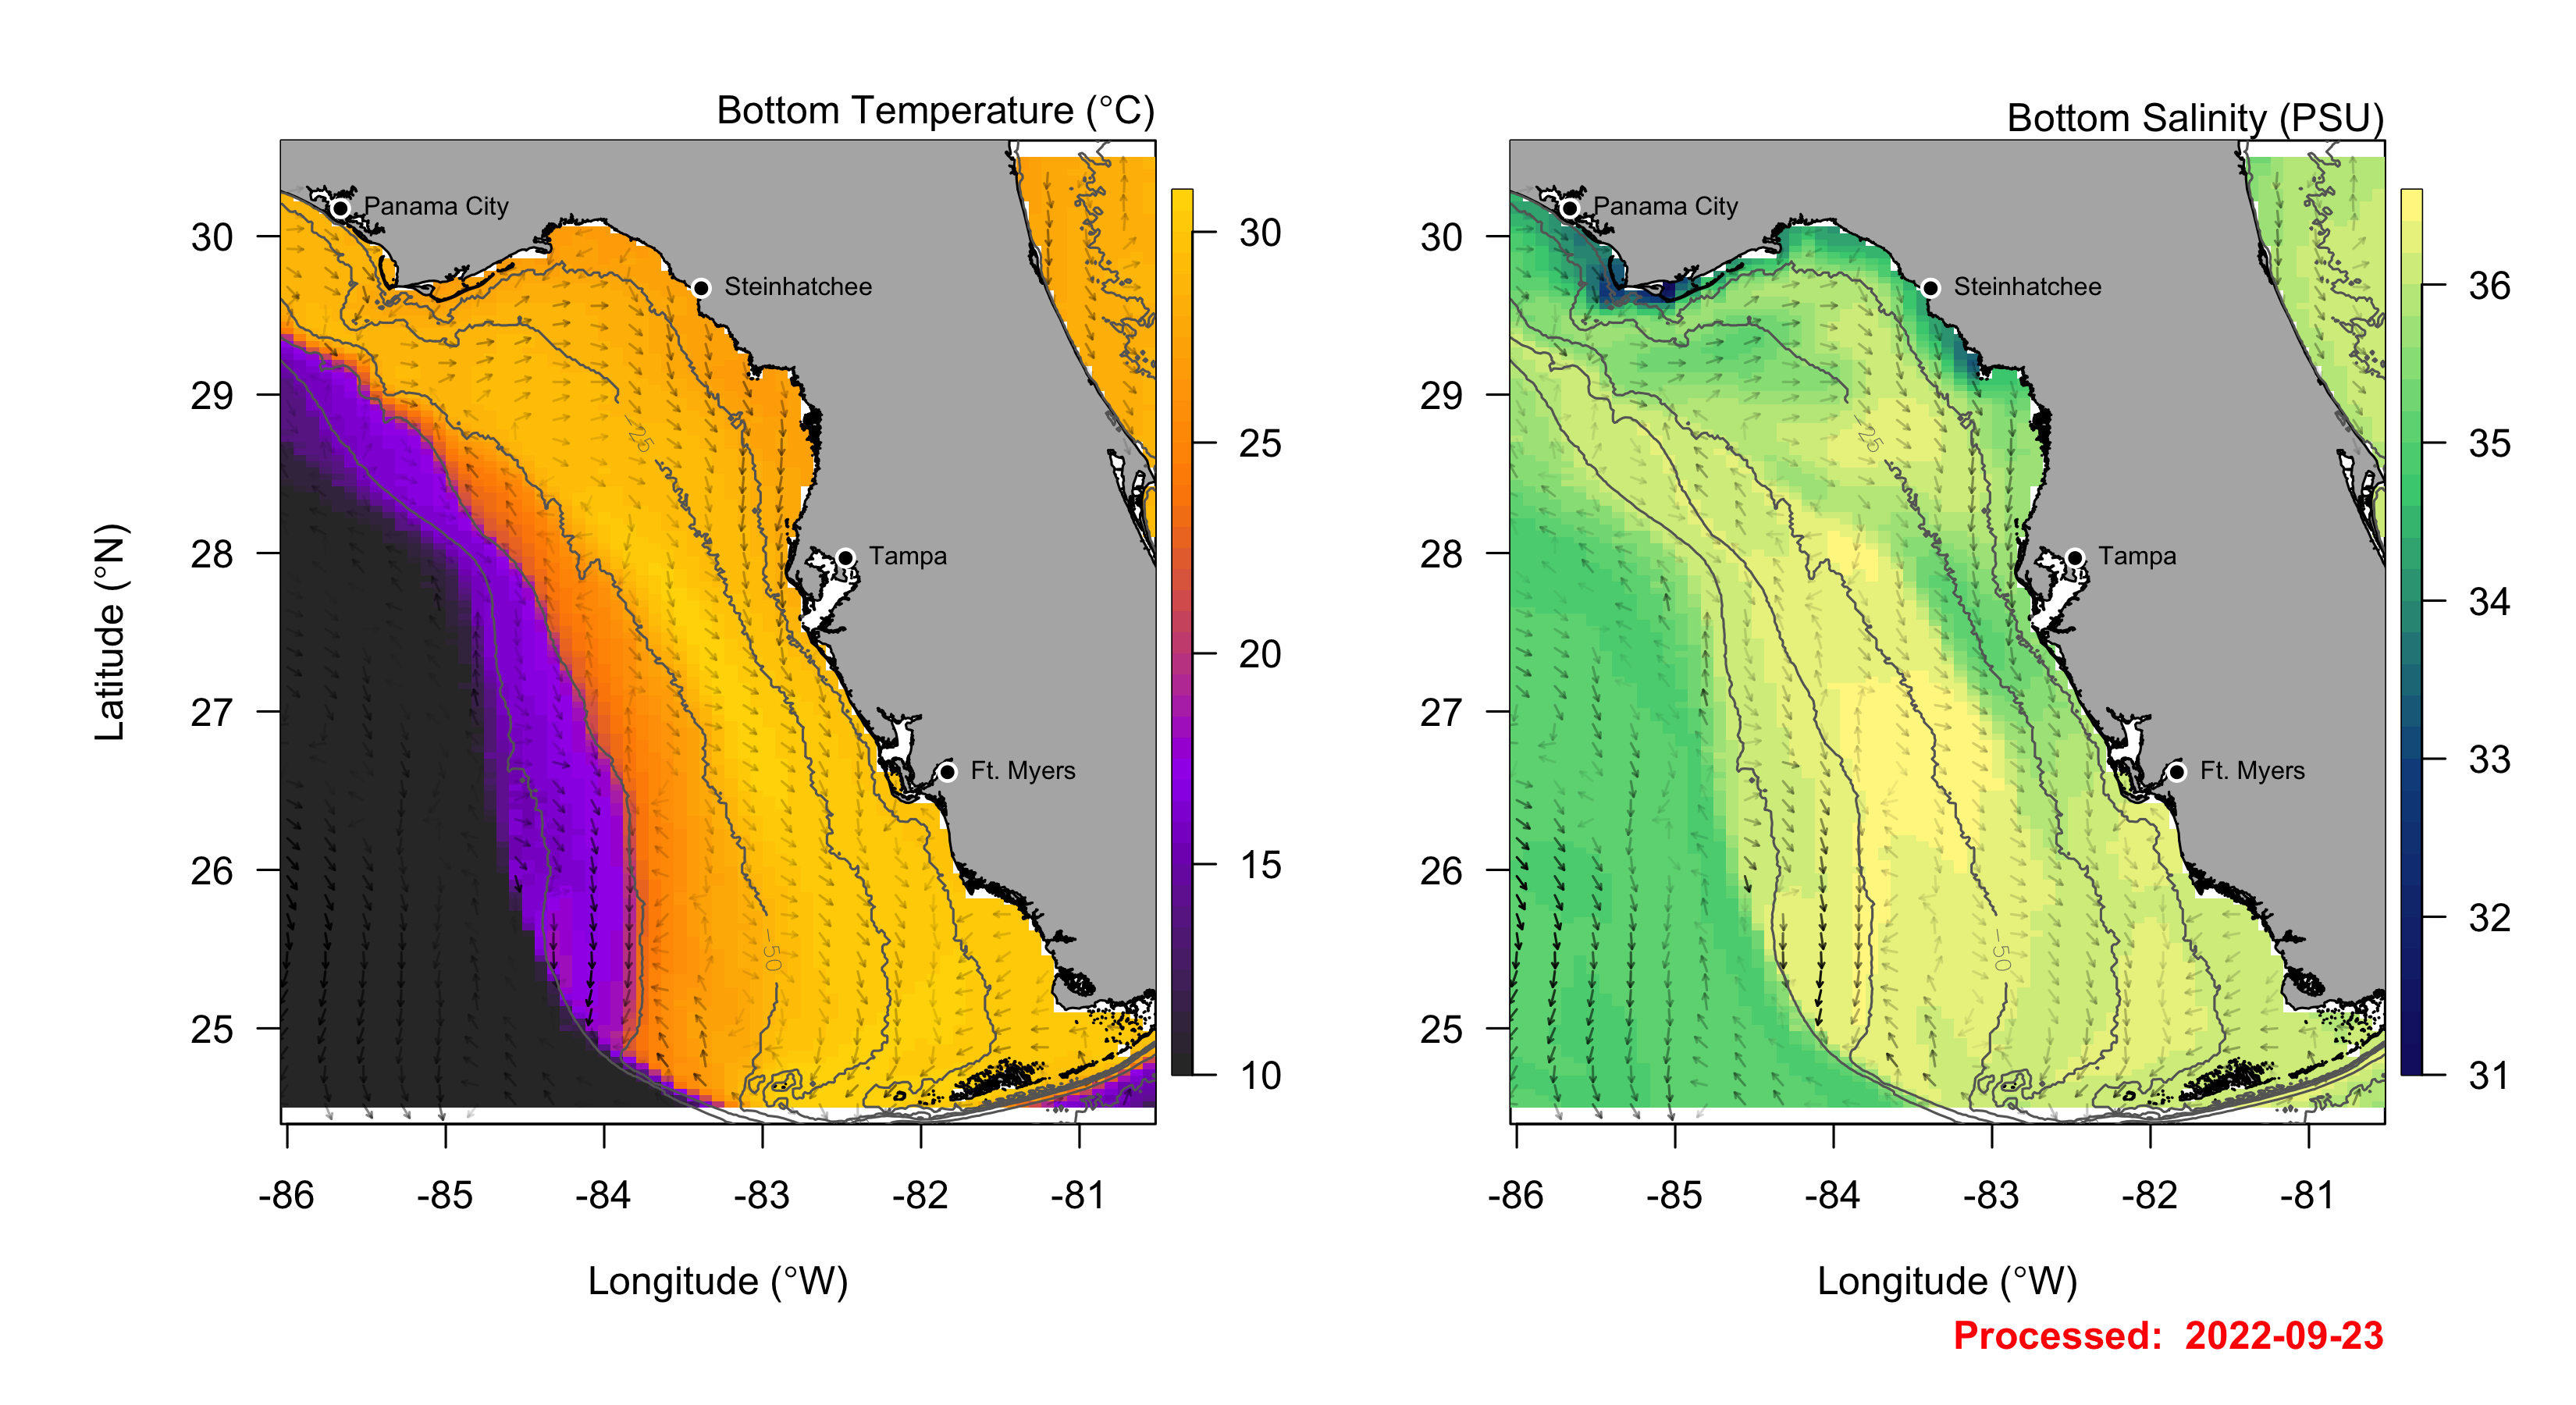 Bottom Temperature (°C)
Panama City
Steinhatchee
Tampa
Ft. Myers
-25
-50
30
29
28
27
26
25
Latitude (°N)
-86 -85 -84 -83 -82 -81
Longitude (°W)
30
25
20
15
10
Bottom Salinity (PSU)
Panama City
Steinhatchee
Tampa
Ft. Myers
-25
-50
30
29
28
27
26
25
-86 -85 -84 -83 -82 -81
Longitude (°W)
36
35
34
33
32
31
Processed: 2022-09-23